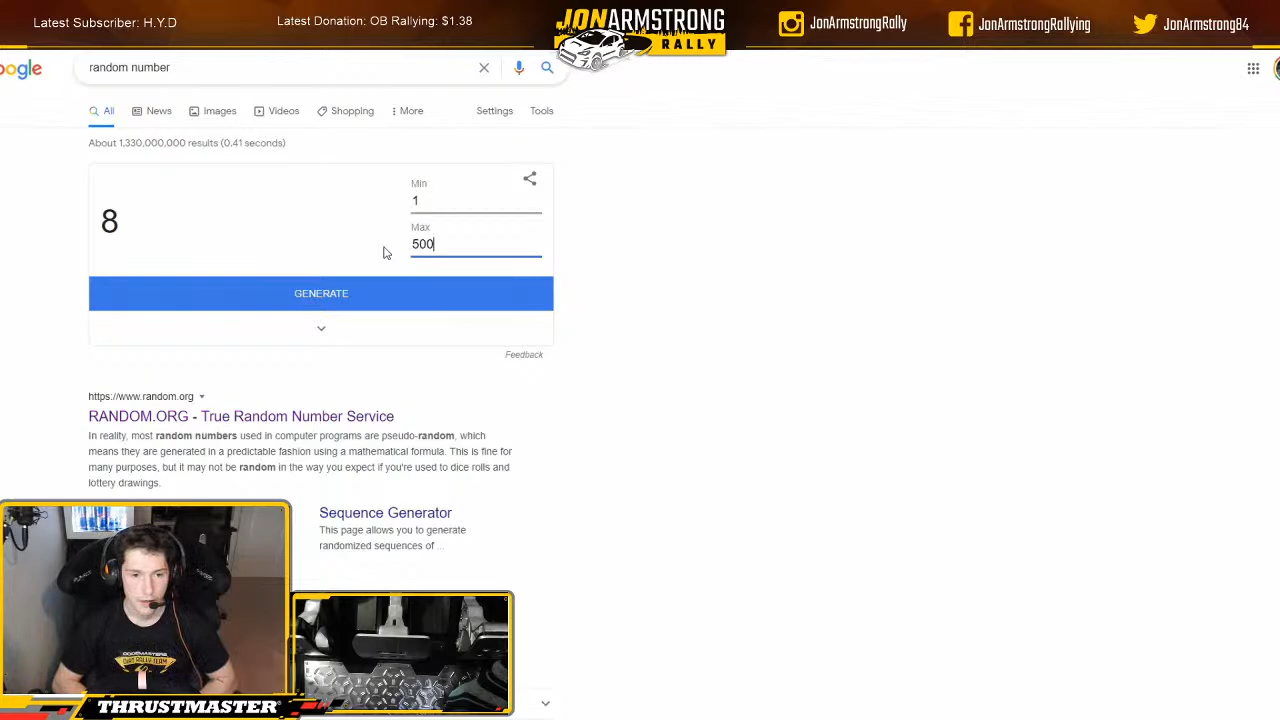 Latest Subscriber: H.Y.D
Latest Donation: OB Rallying: $1.38
JONARMSTRONG
RALLY
JonArmstrongRally
JonArmstrongRallying
JonArmstrong84
ogle
random number
All
News
Images
Videos
Shopping
More
Settings
Tools
About 1,330,000,000 results (0.41 seconds)
8
Min
1
Max
500
GENERATE
Feedback
https://www.random.org
RANDOM.ORG - True Random Number Service
In reality, most random numbers used in computer programs are pseudo-random, which
means they are generated in a predictable fashion using a mathematical formula. This is fine for
many purposes, but it may not be random in the way you expect if you're used to dice rolls and
lottery drawings.
Sequence Generator
This page allows you to generate
randomized sequences of ...
CODEMASTERS
DIRT RALLY TEAM
THRUSTMASTER